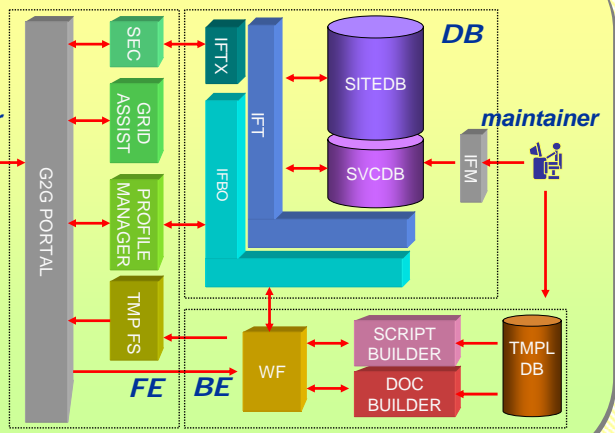 DB
SEC
IFTX
SITEDB
GRID
ASSIST
IFT
maintainer
G2G PORTAL
IFBO
SVCDB
IFM
PROFILE
MANAGER
TMP FS
SCRIPT
BUILDER
WF
TMPL
DB
DOC
BUILDER
FE
BE